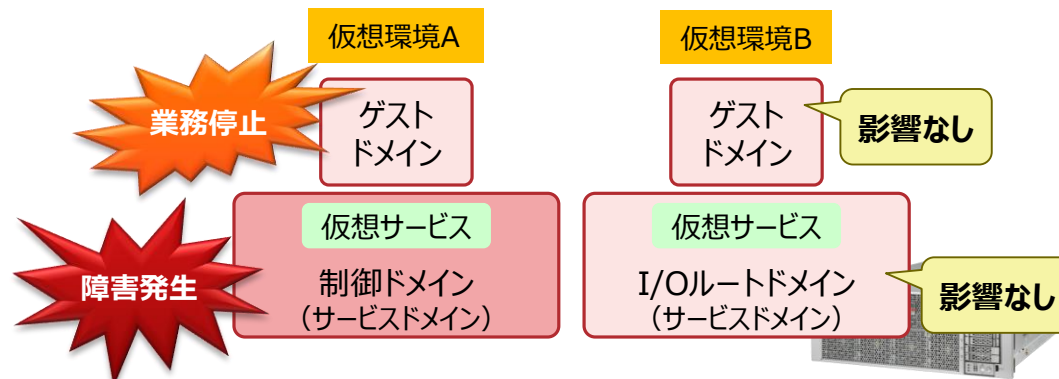 仮想環境A
仮想環境B
業務停止
ゲスト
ドメイン
ゲスト
ドメイン
影響なし
障害発生
仮想サービス
制御ドメイン
（サービスドメイン）
仮想サービス
I/Oルートドメイン
（サービスドメイン）
影響なし